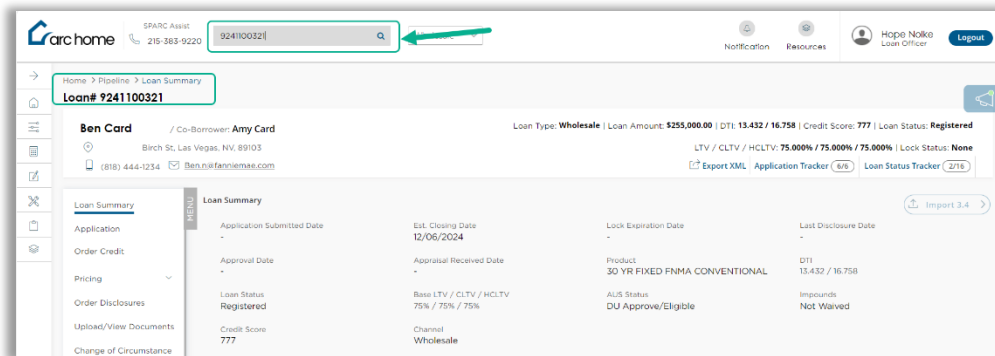 arc home
SPARC Assist
215-383-9220
9241100321
Notification
Resources
Hope Nolke
Loan Officer
Logout
Home > Pipeline > Loan Summary
Loan# 9241100321
Ben Card / Co-Borrower: Amy Card
Birch St, Las Vegas, NV, 89103
(818) 444-1234 Ben.n@fanniemae.com
Loan Type: Wholesale | Loan Amount: $255,000.00 | DTI: 13.432 / 16.758 | Credit Score: 777 | Loan Status: Registered
LTV / CLTV / HCLTV: 75.000% / 75.000% / 75.000% | Lock Status: None
Export XML Application Tracker 6/6 Loan Status Tracker 2/16
MENU
Loan Summary
Application
Order Credit
Pricing
Order Disclosures
Upload/View Documents
Change of Circumstance
Loan Summary
Import 3.4
Application Submitted Date
-
Est. Closing Date
12/06/2024
Lock Expiration Date
-
Last Disclosure Date
-
Approval Date
-
Appraisal Received Date
-
Product
30 YR FIXED FNMA CONVENTIONAL
DTI
13.432 / 16.758
Loan Status
Registered
Base LTV / CLTV / HCLTV
75% / 75% / 75%
AUS Status
DU Approve/Eligible
Impounds
Not Waived
Credit Score
777
Channel
Wholesale